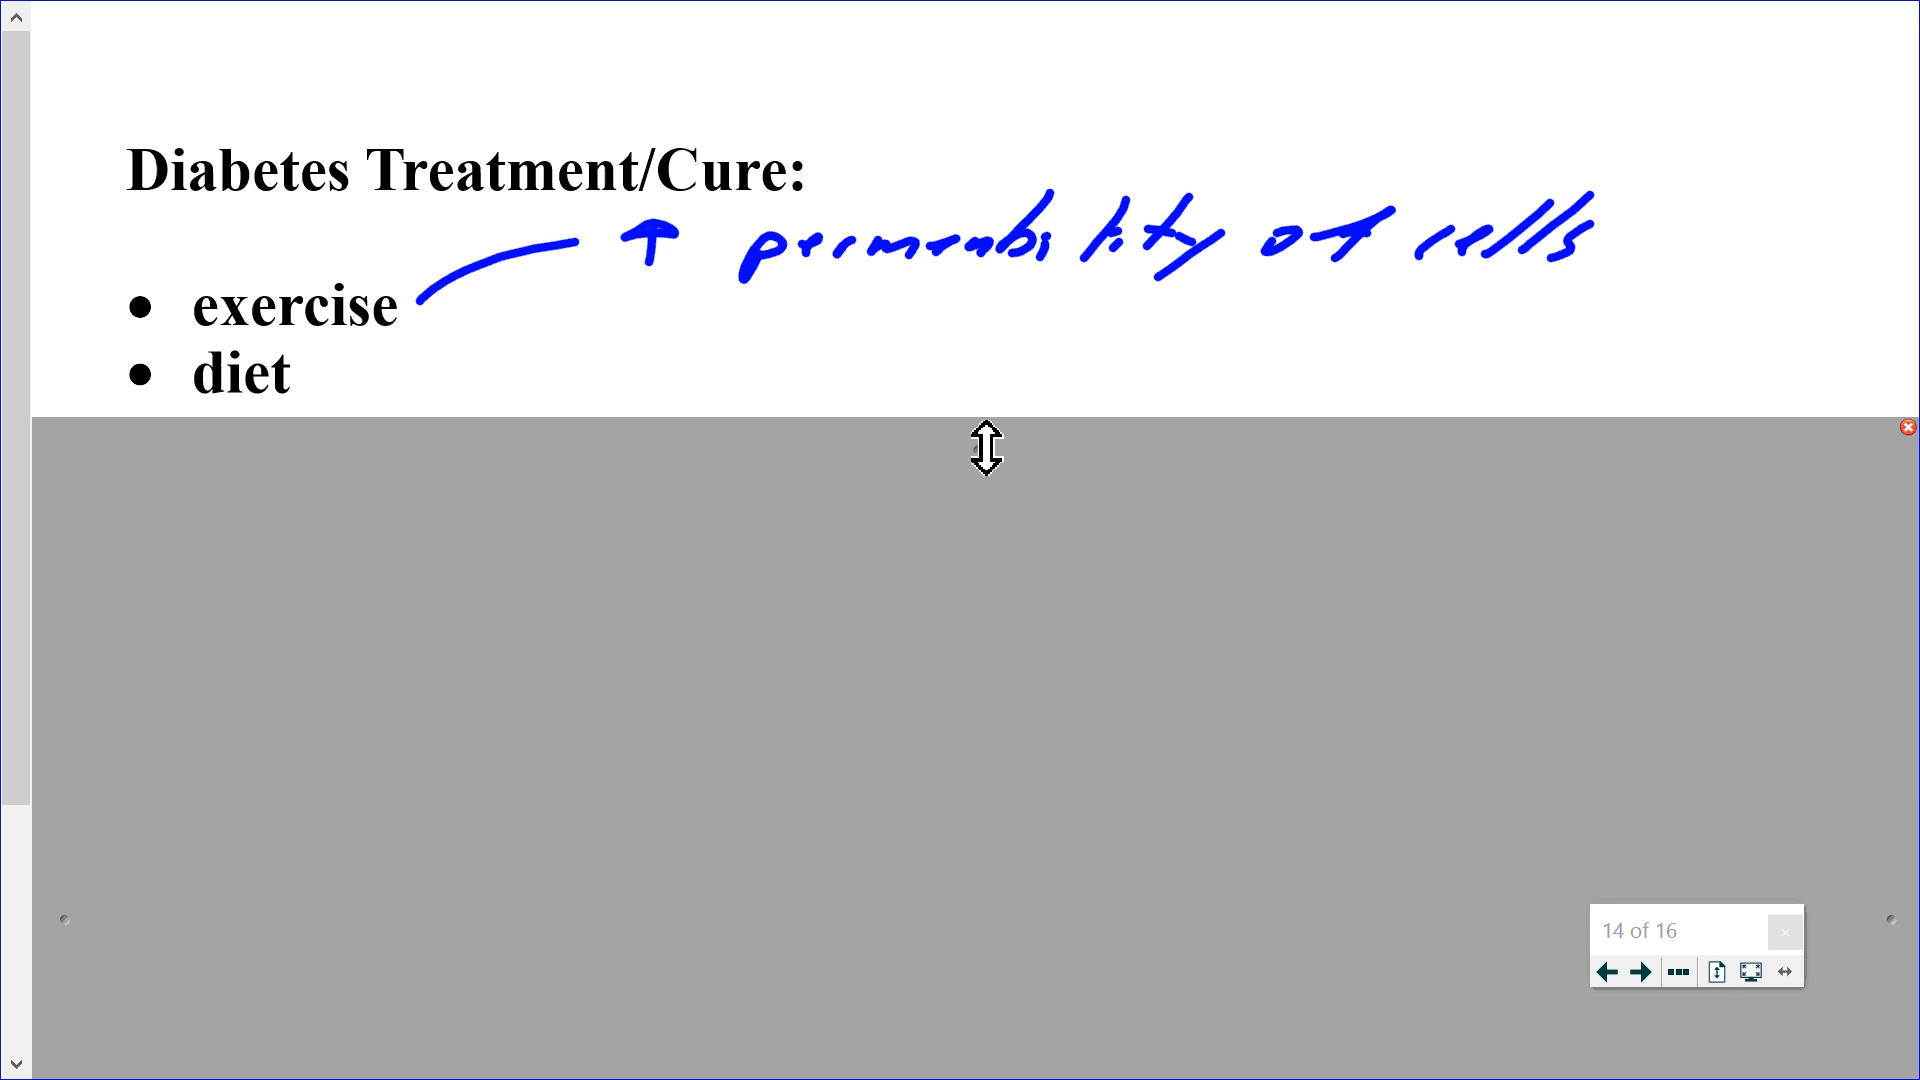 Diabetes Treatment/Cure:
↑ permeability of cells
• exercise
• diet
14 of 16